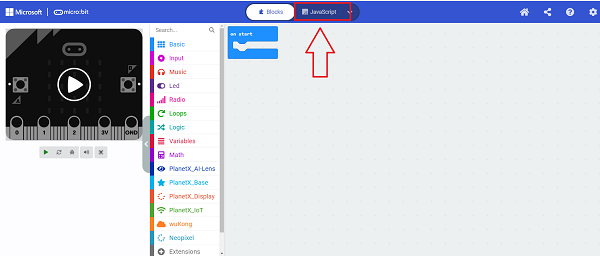 Microsoft micro:bit Blocks JavaScript
Search...
Basic
Input
Music
Led
Radio
Loops
Logic
Variables
Math
PlanetX_AI-Lens
PlanetX_Base
PlanetX_Display
PlanetX_IoT
wuKong
Neopixel
Extensions
on start
A
B
0 1 2 3V GND